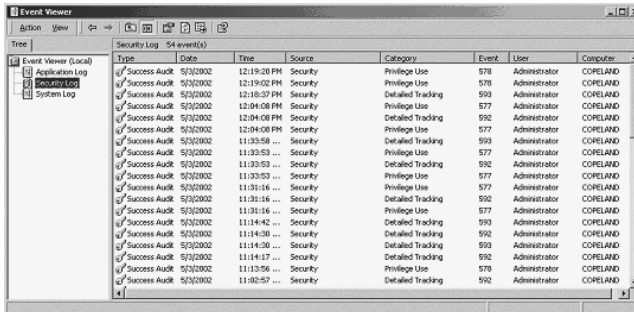 Event Viewer
Action View
Tree
Security Log 54 event(s)
Event Viewer (Local)
Application Log
Security Log
System Log
Type Date Time Source Category Event User Computer
Success Audit 5/3/2002 12:19:20 PM Security Privilege Use 578 Administrator COPELAND
Success Audit 5/3/2002 12:19:02 PM Security Privilege Use 578 Administrator COPELAND
Success Audit 5/3/2002 12:18:37 PM Security Detailed Tracking 593 Administrator COPELAND
Success Audit 5/3/2002 12:04:08 PM Security Privilege Use 577 Administrator COPELAND
Success Audit 5/3/2002 12:04:08 PM Security Detailed Tracking 592 Administrator COPELAND
Success Audit 5/3/2002 12:04:08 PM Security Privilege Use 577 Administrator COPELAND
Success Audit 5/3/2002 11:33:58 ... Security Detailed Tracking 593 Administrator COPELAND
Success Audit 5/3/2002 11:33:53 ... Security Privilege Use 577 Administrator COPELAND
Success Audit 5/3/2002 11:33:53 ... Security Detailed Tracking 592 Administrator COPELAND
Success Audit 5/3/2002 11:33:53 ... Security Privilege Use 577 Administrator COPELAND
Success Audit 5/3/2002 11:31:16 ... Security Privilege Use 577 Administrator COPELAND
Success Audit 5/3/2002 11:31:16 ... Security Detailed Tracking 592 Administrator COPELAND
Success Audit 5/3/2002 11:31:16 ... Security Privilege Use 577 Administrator COPELAND
Success Audit 5/3/2002 11:14:42 ... Security Detailed Tracking 593 Administrator COPELAND
Success Audit 5/3/2002 11:14:30 ... Security Detailed Tracking 592 Administrator COPELAND
Success Audit 5/3/2002 11:14:30 ... Security Detailed Tracking 593 Administrator COPELAND
Success Audit 5/3/2002 11:14:17 ... Security Detailed Tracking 592 Administrator COPELAND
Success Audit 5/3/2002 11:13:56 ... Security Privilege Use 578 Administrator COPELAND
Success Audit 5/3/2002 11:02:57 ... Security Detailed Tracking 592 Administrator COPELAND